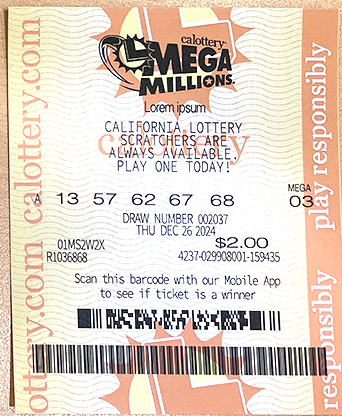 calottery
MEGA
MILLIONS
Lorem ipsum
CALIFORNIA LOTTERY
SCRATCHERS ARE
ALWAYS AVAILABLE.
PLAY ONE TODAY!
MEGA
A 13 57 62 67 68 03
DRAW NUMBER 002037
THU DEC 26 2024
01MS2W2X $2.00
R1036868 4237-029908001-159435
Scan this barcode with our Mobile App
to see if ticket is a winner
calottery.com
calottery.com
play responsibly
responsibly
calottery
calottery